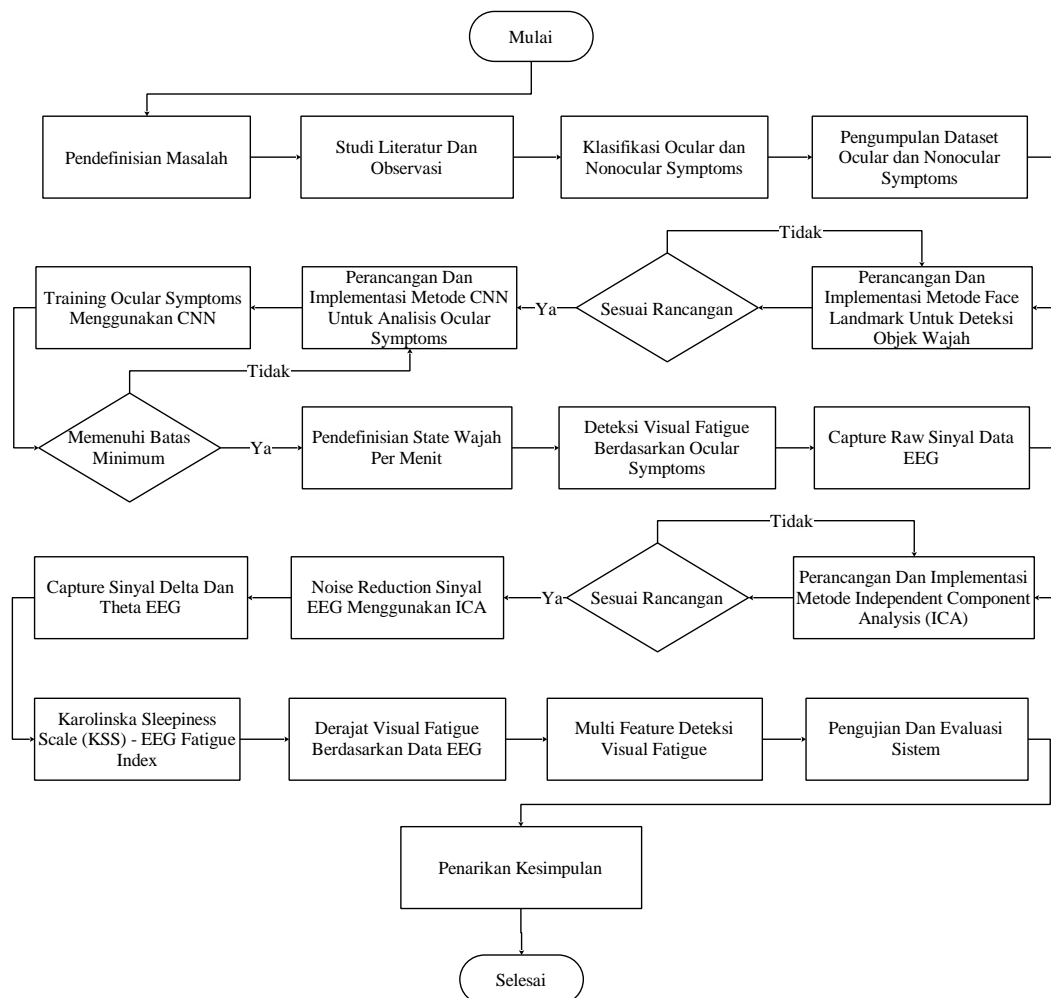 Mulai
Pendefinisian Masalah
Studi Literatur Dan
Observasi
Klasifikasi Ocular dan
Nonocular Symptoms
Pengumpulan Dataset
Ocular dan Nonocular
Symptoms
Tidak
Perancangan Dan
Implementasi Metode Face
Landmark Untuk Deteksi
Objek Wajah
Sesuai Rancangan
Ya
Perancangan Dan
Implementasi Metode CNN
Untuk Analisis Ocular
Symptoms
Training Ocular Symptoms
Menggunakan CNN
Tidak
Memenuhi Batas
Minimum
Ya
Pendefinisian State Wajah
Per Menit
Deteksi Visual Fatigue
Berdasarkan Ocular
Symptoms
Capture Raw Sinyal Data
EEG
Tidak
Perancangan Dan Implementasi
Metode Independent Component
Analysis (ICA)
Sesuai Rancangan
Ya
Noise Reduction Sinyal
EEG Menggunakan ICA
Capture Sinyal Delta Dan
Theta EEG
Karolinska Sleepiness
Scale (KSS) - EEG Fatigue
Index
Derajat Visual Fatigue
Berdasarkan Data EEG
Multi Feature Deteksi
Visual Fatigue
Pengujian Dan Evaluasi
Sistem
Penarikan Kesimpulan
Selesai